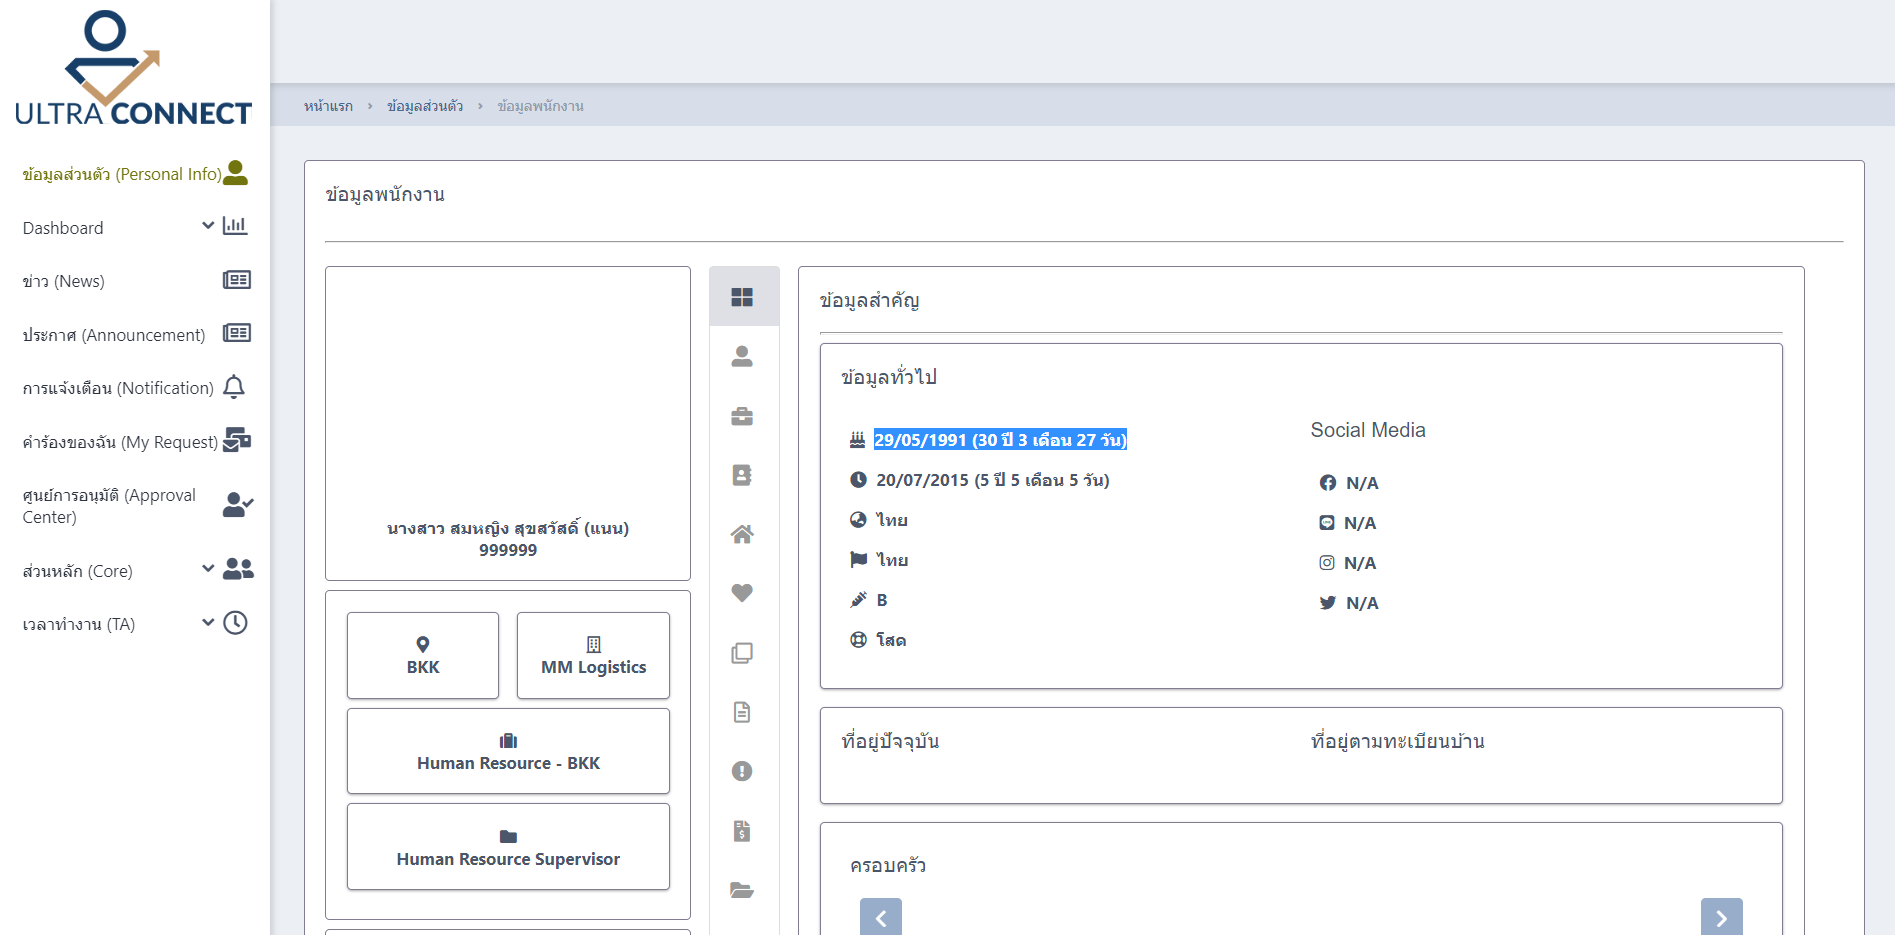 ULTRA CONNECT
ข้อมูลส่วนตัว (Personal Info)
Dashboard
ข่าว (News)
ประกาศ (Announcement)
การแจ้งเตือน (Notification)
คำร้องของฉัน (My Request)
ศูนย์การอนุมัติ (Approval
Center)
ส่วนหลัก (Core)
เวลาทำงาน (TA)
หน้าแรก › ข้อมูลส่วนตัว › ข้อมูลพนักงาน
ข้อมูลพนักงาน
นางสาว สมหญิง สุขสวัสดิ์ (แนน)
999999
BKK
MM Logistics
Human Resource - BKK
Human Resource Supervisor
ข้อมูลสำคัญ
ข้อมูลทั่วไป
29/05/1991 (30 ปี 3 เดือน 27 วัน)
20/07/2015 (5 ปี 5 เดือน 5 วัน)
ไทย
ไทย
B
โสด
Social Media
N/A
N/A
N/A
N/A
ที่อยู่ปัจจุบัน
ที่อยู่ตามทะเบียนบ้าน
ครอบครัว